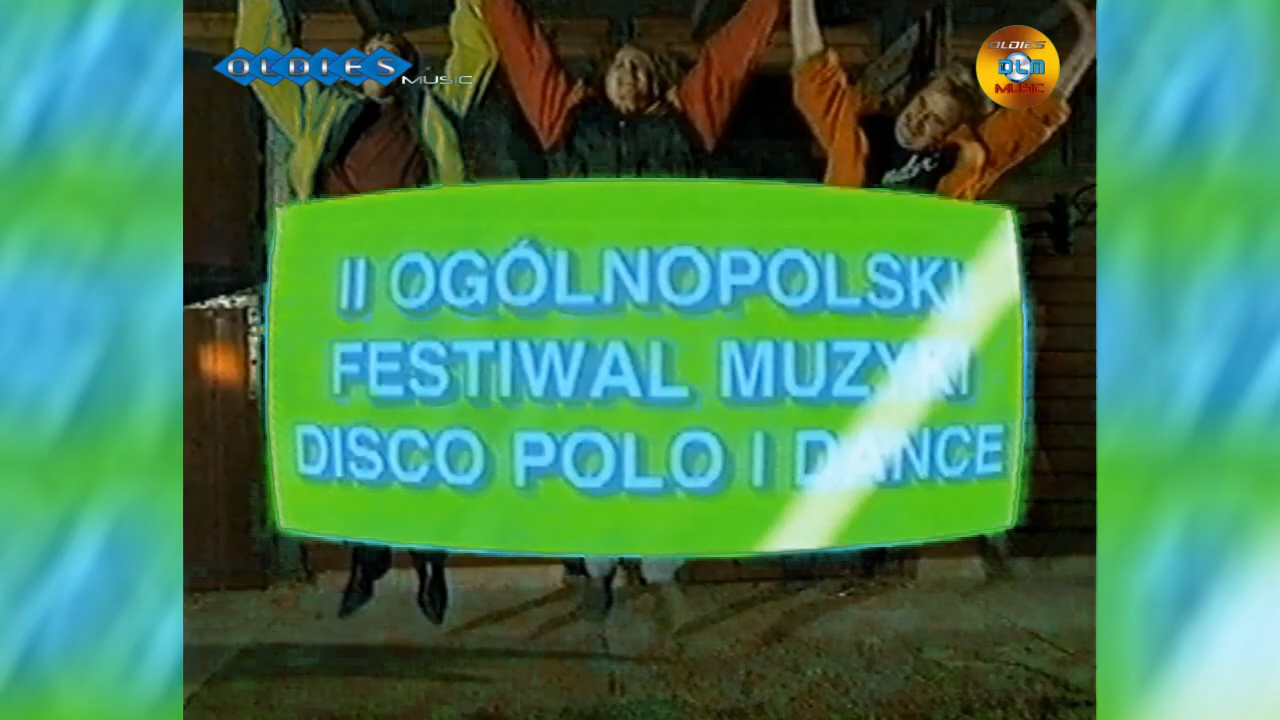 OLDIES
MUSIC
OLDIES
DLM
MUSIC
II OGÓLNOPOLSKI
FESTIWAL MUZYKI
DISCO POLO I DANCE